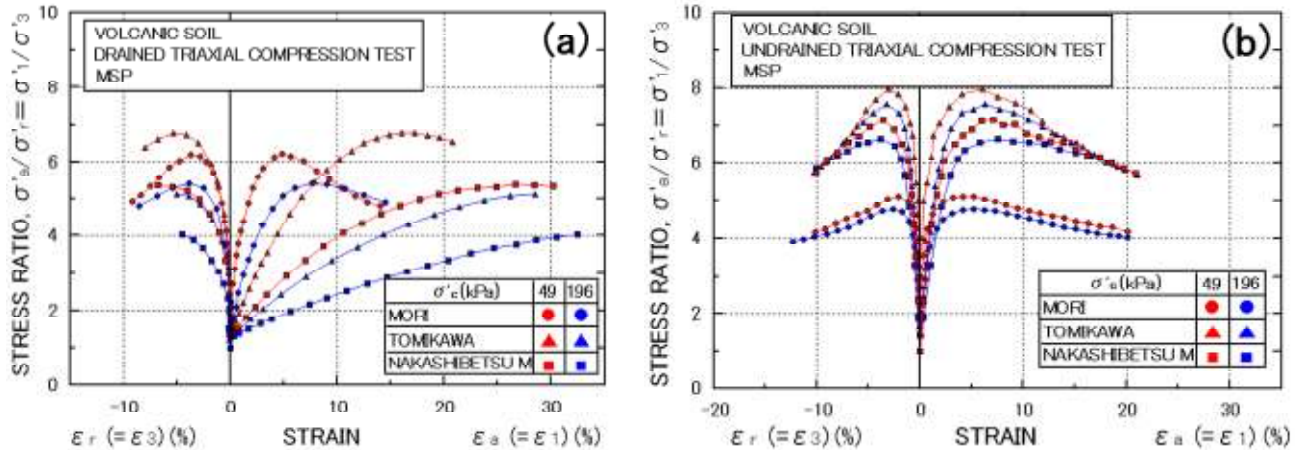 (a)
VOLCANIC SOIL
DRAINED TRIAXIAL COMPRESSION TEST
MSP
STRESS RATIO, σ'a/σ'r = σ'1/σ'3
10
8
6
4
2
0
σ'c(kPa) 49 196
MORI
TOMIKAWA
NAKASHIBETSU M
-10 0 10 20 30
εr (=ε3)(%) STRAIN εa (=ε1)(%)
(b)
VOLCANIC SOIL
UNDRAINED TRIAXIAL COMPRESSION TEST
MSP
STRESS RATIO, σ'a/σ'r = σ'1/σ'3
10
8
6
4
2
0
σ'c(kPa) 49 196
MORI
TOMIKAWA
NAKASHIBETSU M
-20 -10 0 10 20 30
εr (=ε3)(%) STRAIN εa (=ε1)(%)